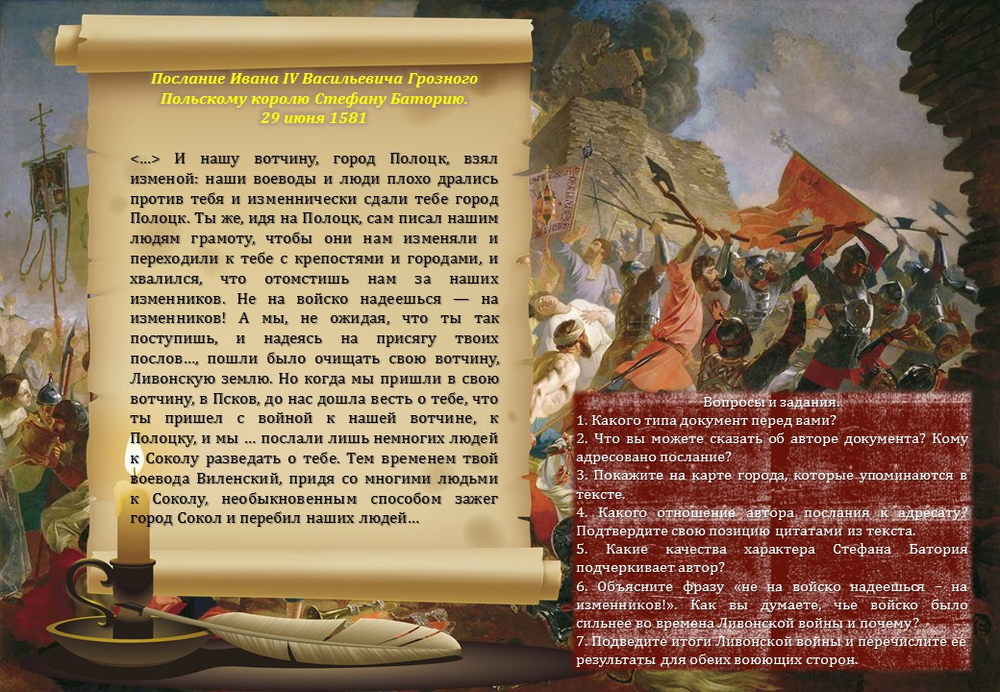 Послание Ивана IV Васильевича Грозного
Польскому королю Стефану Баторию.
29 июня 1581
<...> И нашу вотчину, город Полоцк, взял
изменой: наши воеводы и люди плохо дрались
против тебя и изменнически сдали тебе город
Полоцк. Ты же, идя на Полоцк, сам писал нашим
людям грамоту, чтобы они нам изменяли и
переходили к тебе с крепостями и городами, и
хвалился, что отомстишь нам за наших
изменников. Не на войско надеешься — на
изменников! А мы, не ожидая, что ты так
поступишь, и надеясь на присягу твоих
послов..., пошли было очищать свою вотчину,
Ливонскую землю. Но когда мы пришли в свою
вотчину, в Псков, до нас дошла весть о тебе, что
ты пришел с войной к нашей вотчине, к
Полоцку, и мы ... послали лишь немногих людей
к Соколу разведать о тебе. Тем временем твой
воевода Виленский, придя со многими людьми
к Соколу, необыкновенным способом зажег
город Сокол и перебил наших людей...
Вопросы и задания.
1. Какого типа документ перед вами?
2. Что вы можете сказать об авторе документа? Кому
адресовано послание?
3. Покажите на карте города, которые упоминаются в
тексте.
4. Какого отношение автора послания к адресату?
Подтвердите свою позицию цитатами из текста.
5. Какие качества характера Стефана Батория
подчеркивает автор?
6. Объясните фразу «не на войско надеешься – на
изменников!». Как вы думаете, чье войско было
сильнее во времена Ливонской войны и почему?
7. Подведите итоги Ливонской войны и перечислите ее
результаты для обеих воюющих сторон.